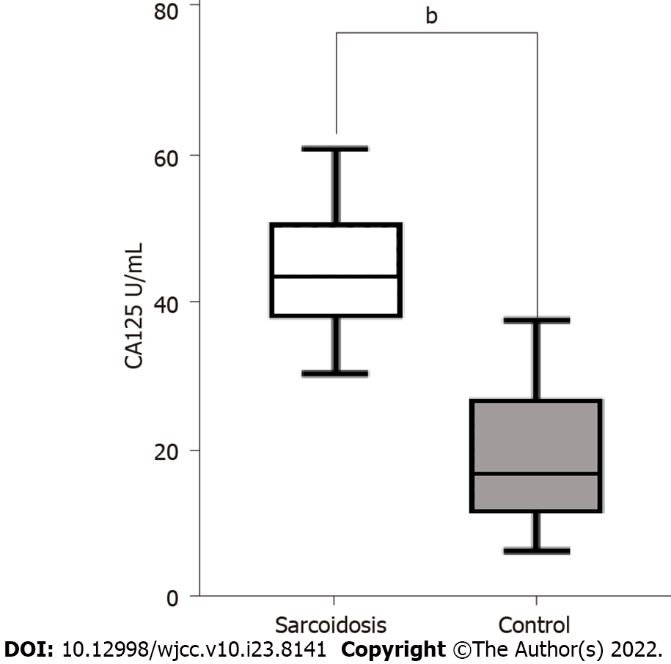 b
80
60
40
20
0
CA125 U/mL
Sarcoidosis Control
DOI: 10.12998/wjcc.v10.i23.8141 Copyright ©The Author(s) 2022.